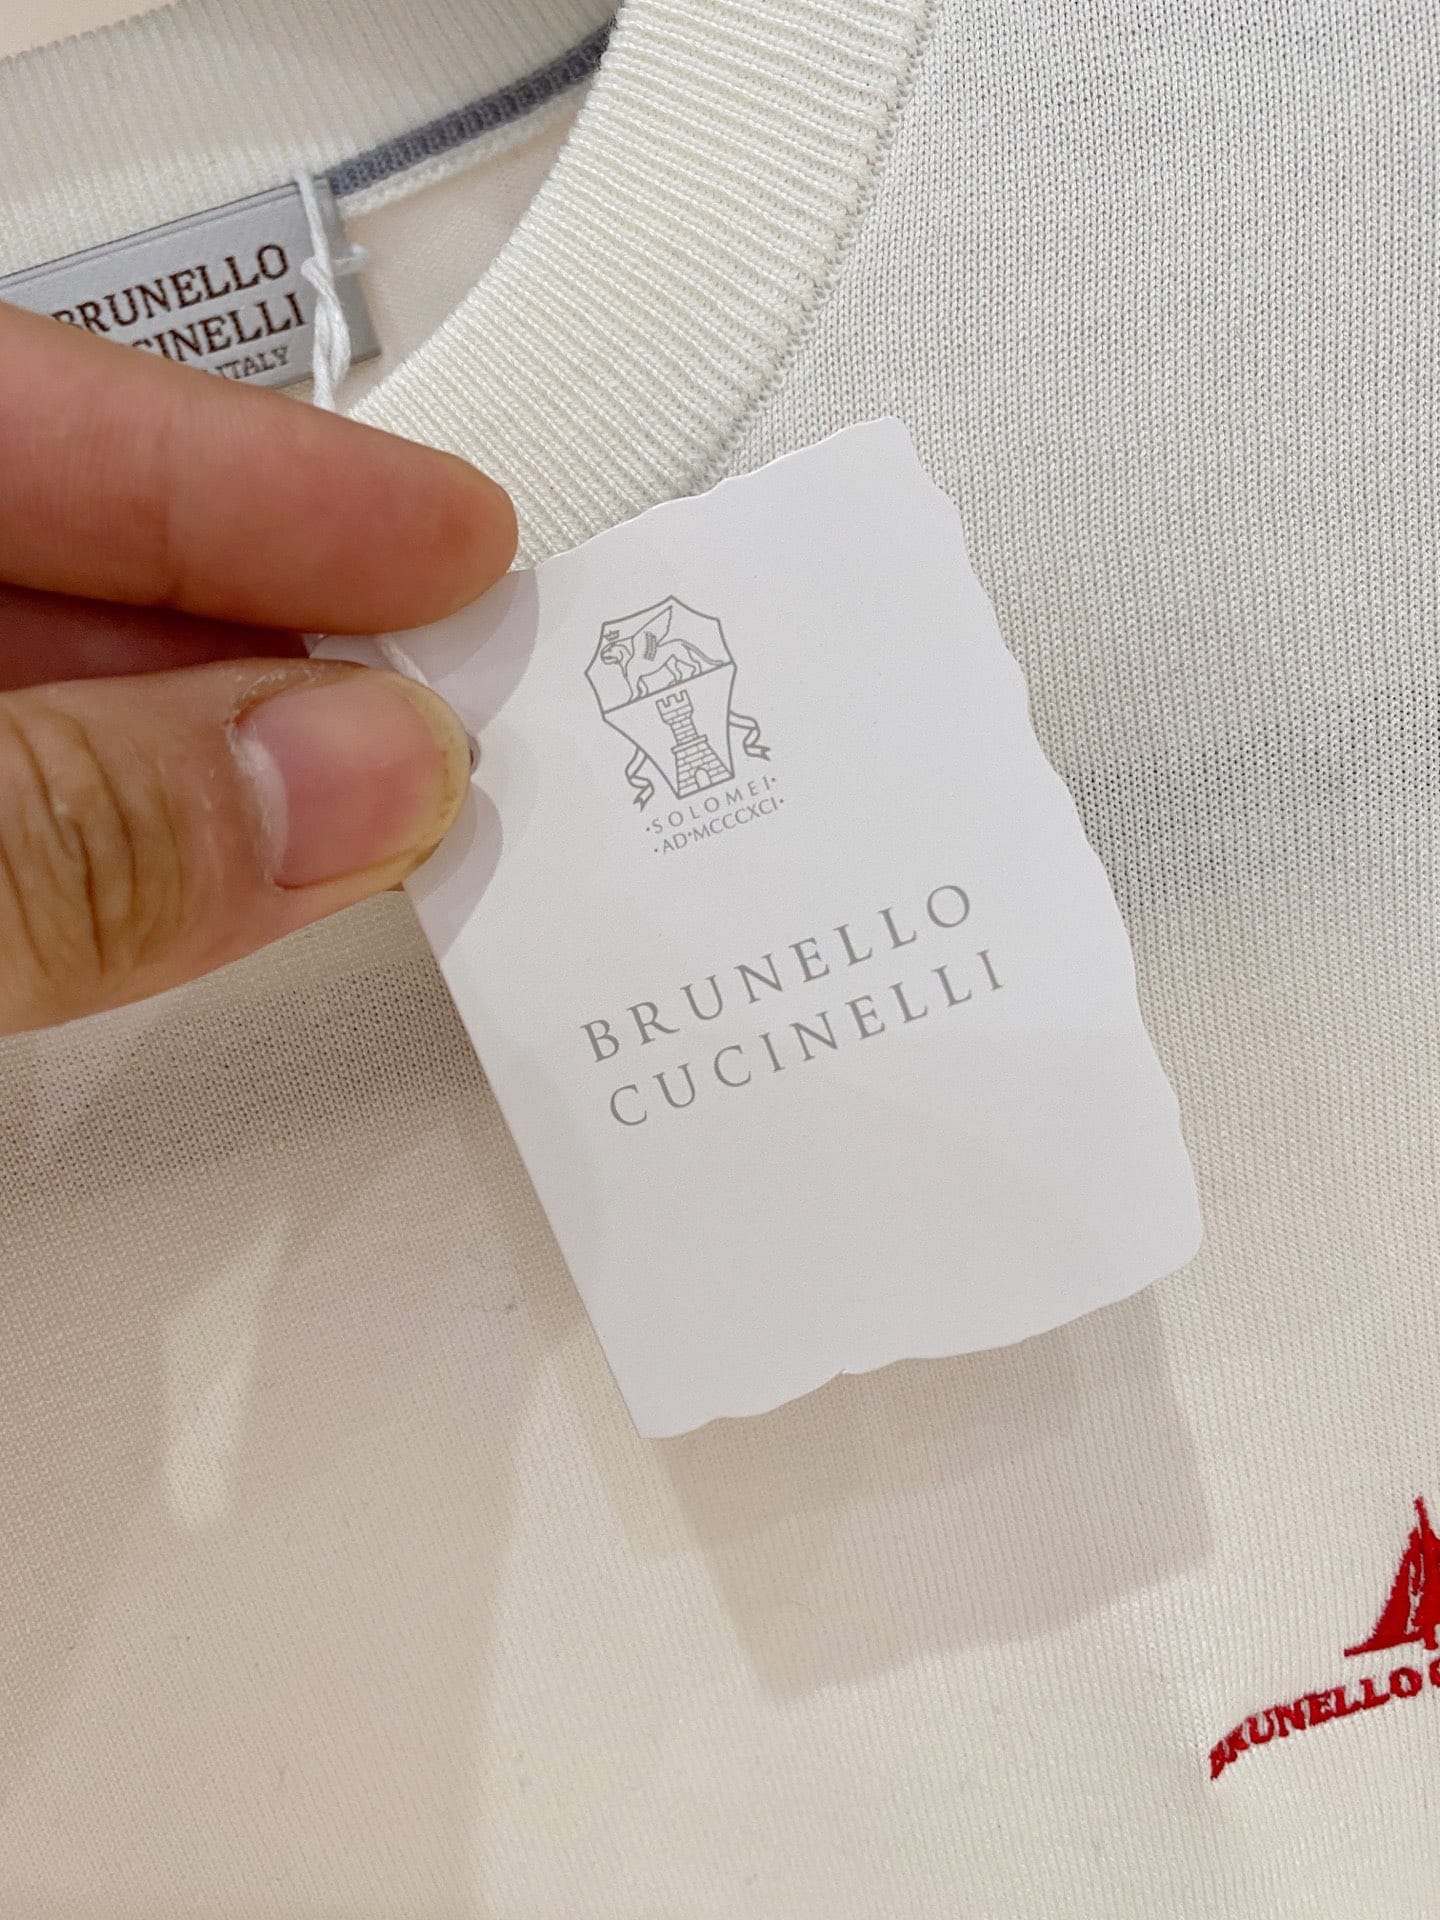 BRUNELLO
CINELLI
ITALY
·SOLOMEI·
·AD·MCCCXCI·
BRUNELLO
CUCINELLI
BRUNELLO